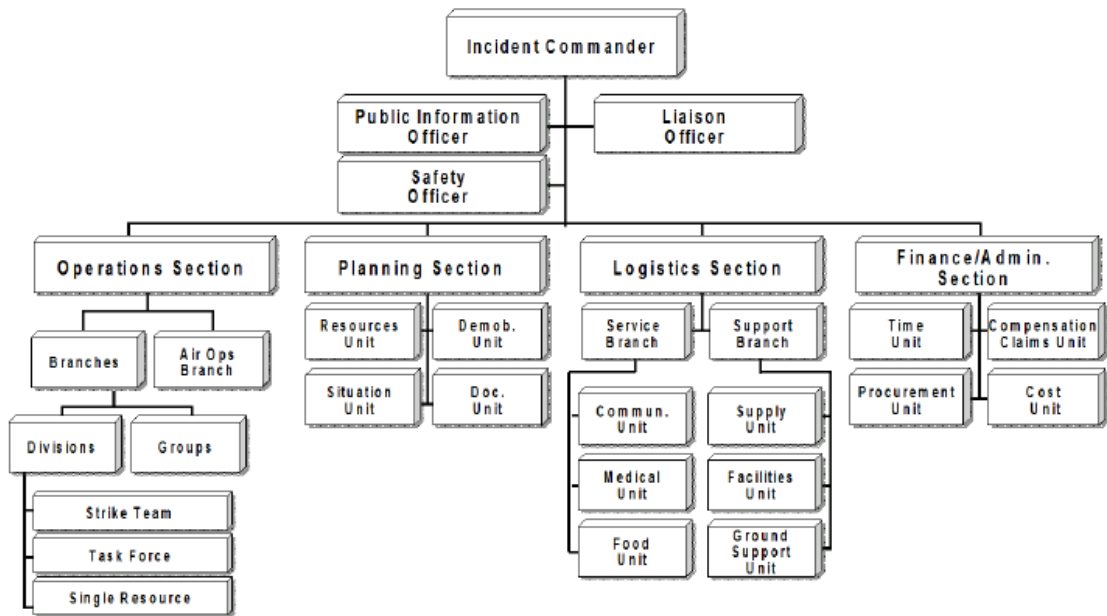 Incident Commander
Public Information
Officer
Liaison
Officer
Safety
Officer
Operations Section
Planning Section
Logistics Section
Finance/Admin.
Section
Branches
Air Ops
Branch
Divisions
Groups
Strike Team
Task Force
Single Resource
Resources
Unit
Demob.
Unit
Situation
Unit
Doc.
Unit
Service
Branch
Support
Branch
Commun.
Unit
Supply
Unit
Medical
Unit
Facilities
Unit
Food
Unit
Ground
Support
Unit
Time
Unit
Compensation
Claims Unit
Procurement
Unit
Cost
Unit